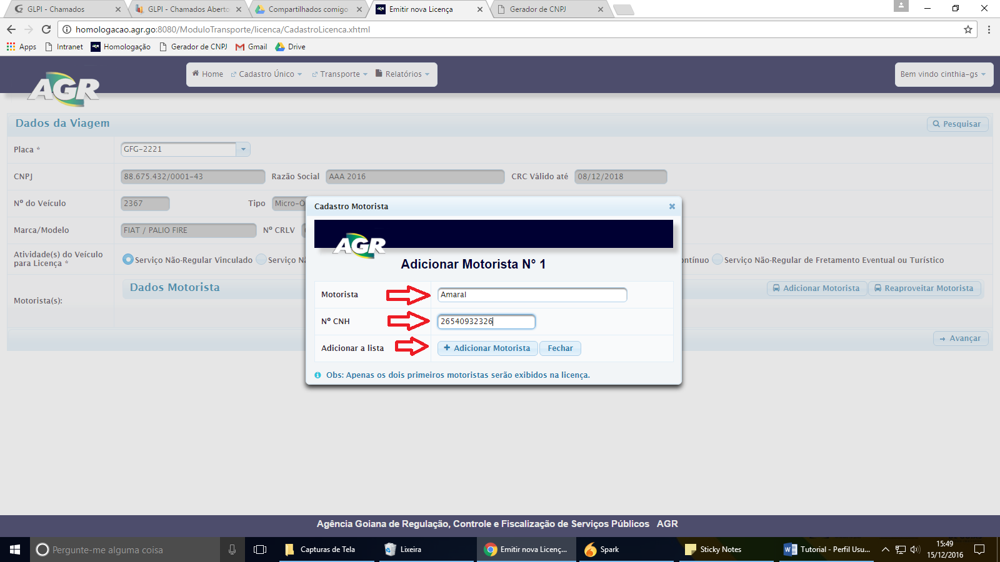 GLPI - Chamados
GLPI - Chamados Aberto
Compartilhados comigo
AGR Emitir nova Licença
Gerador de CNPJ
homologacao.agr.go:8080/ModuloTransporte/licenca/CadastroLicenca.xhtml
Apps Intranet AGR Homologação Gerador de CNPJ Gmail Drive
AGR
Home Cadastro Único Transporte Relatórios
Bem vindo cinthia-gs
Dados da Viagem Pesquisar
Placa * GFG-2221
CNPJ 88.675.432/0001-43 Razão Social AAA 2016 CRC Válido até 08/12/2018
Nº do Veículo 2367 Tipo
Marca/Modelo FIAT / PALIO FIRE Nº CRLV
Atividade(s) do Veículo
para Licença *
Serviço Não-Regular Vinculado Serviço Serviço Não-Regular de Fretamento Eventual ou Turístico
Motorista(s):
Dados Motorista Adicionar Motorista Reaproveitar Motorista
Avançar
Cadastro Motorista
AGR
Adicionar Motorista N° 1
Motorista Amaral
Nº CNH 26540932326
Adicionar a lista + Adicionar Motorista Fechar
Obs: Apenas os dois primeiros motoristas serão exibidos na licença.
Agência Goiana de Regulação, Controle e Fiscalização de Serviços Públicos AGR
Pergunte-me alguma coisa
Capturas de Tela
Lixeira
Emitir nova Licenç...
Spark
Sticky Notes
Tutorial - Perfil Usu...
15:49
15/12/2016